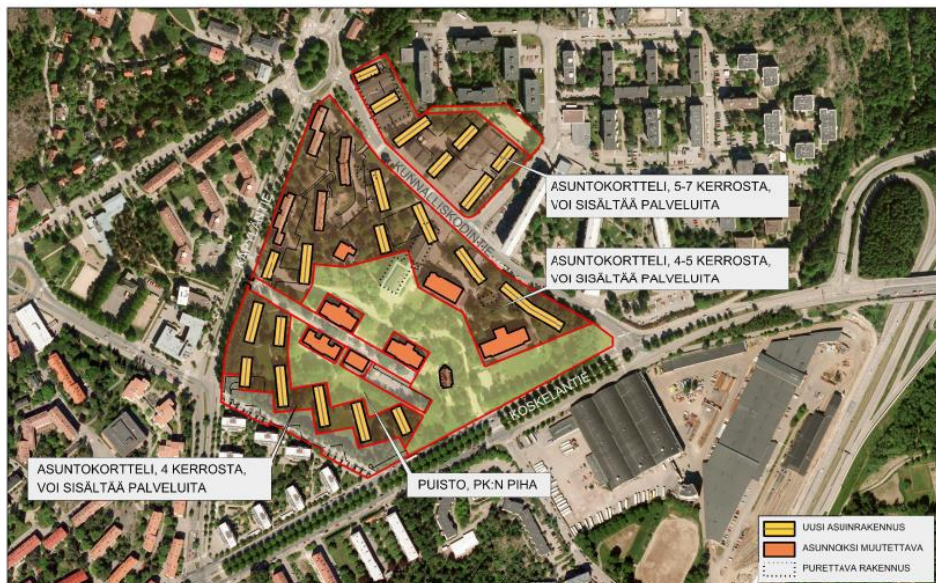 KUNNALLISKODINTIE
ASUNTOKORTTELI, 5-7 KERROSTA,
VOI SISÄLTÄÄ PALVELUITA
ASUNTOKORTTELI, 4-5 KERROSTA,
VOI SISÄLTÄÄ PALVELUITA
KOSKELANTIE
ASUNTOKORTTELI, 4 KERROSTA,
VOI SISÄLTÄÄ PALVELUITA
PUISTO, PK:N PIHA
UUSI ASUINRAKENNUS
ASUNNOIKSI MUUTETTAVA
PURETTAVA RAKENNUS